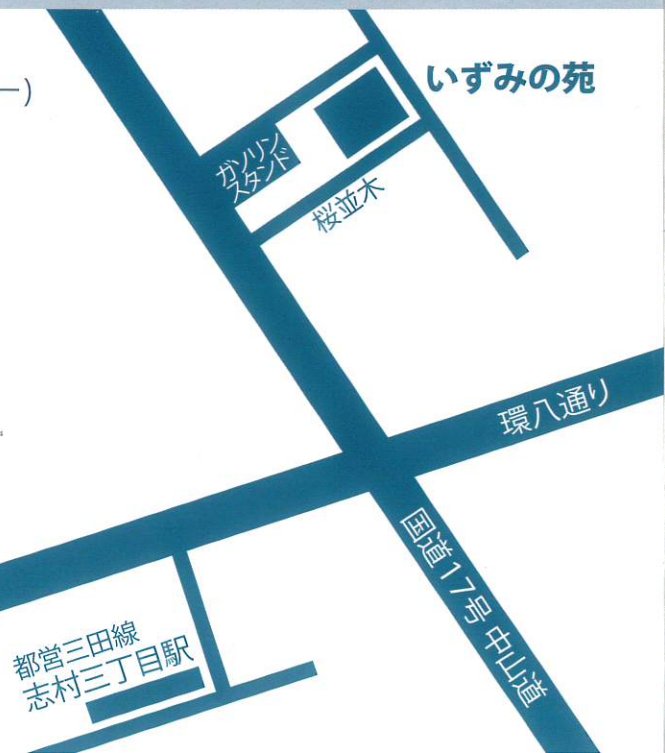 ー)
いずみの苑
ガソリン
スタンド
桜並木
環八通り
国道17号 中山道
都営三田線
志村三丁目駅